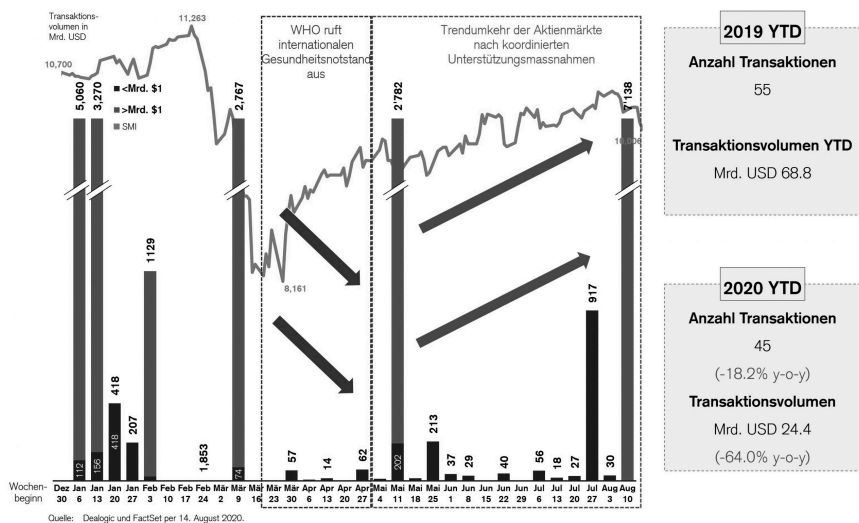 Transaktions-
volumen in
Mrd. USD
11,263
10,700
<Mrd. $1
>Mrd. $1
SMI
WHO ruft
internationalen
Gesundheitsnotstand
aus
Trendumkehr der Aktienmärkte
nach koordinierten
Unterstützungsmassnahmen
5,060
3,270
418
207
1129
1,853
2,767
8,161
57
14
62
2'782
213
37
29
40
56
18
27
917
30
7'138
10,006
112
156
418
74
202
Wochen-
beginn
Dez Jan Jan Jan Jan Feb Feb Feb Feb Mär Mär Mär Mär Mär Apr Apr Apr Apr Mai Mai Mai Mai Jun Jun Jun Jun Jun Jul Jul Jul Jul Aug Aug
30 6 13 20 27 3 10 17 24 2 9 16 23 30 6 13 20 27 4 11 18 25 1 8 15 22 29 6 13 20 27 3 10
Quelle: Dealogic und FactSet per 14. August 2020.
2019 YTD
Anzahl Transaktionen
55
Transaktionsvolumen YTD
Mrd. USD 68.8
2020 YTD
Anzahl Transaktionen
45
(-18.2% y-o-y)
Transaktionsvolumen
Mrd. USD 24.4
(-64.0% y-o-y)